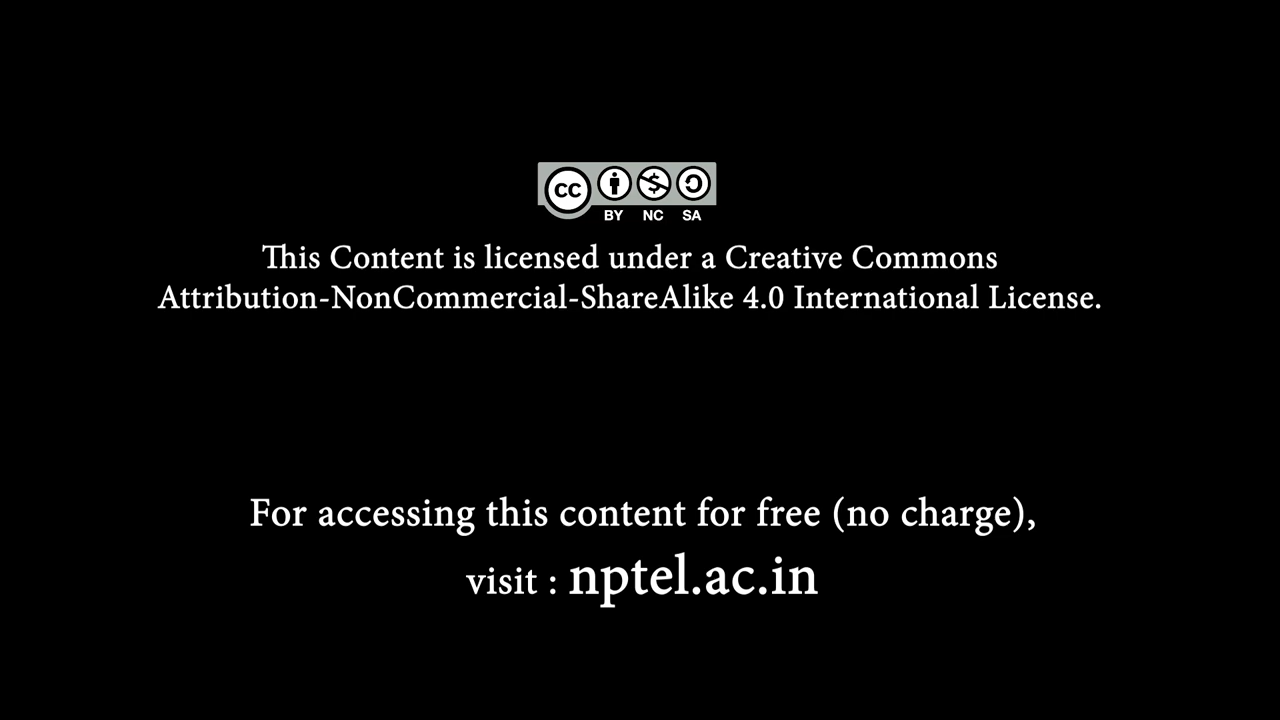 CC
BY NC SA
This Content is licensed under a Creative Commons
Attribution-NonCommercial-ShareAlike 4.0 International License.
For accessing this content for free (no charge),
visit : nptel.ac.in